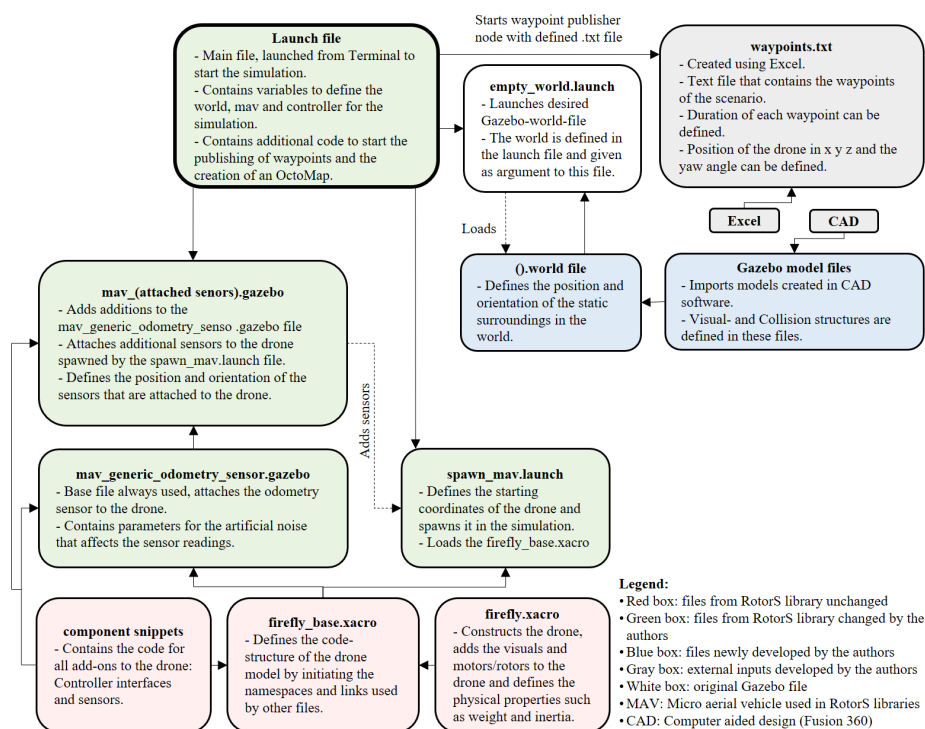 Launch file
- Main file, launched from Terminal to
start the simulation.
- Contains variables to define the
world, mav and controller for the
simulation.
- Contains additional code to start the
publishing of waypoints and the
creation of an OctoMap.
Starts waypoint publisher
node with defined .txt file
empty_world.launch
- Launches desired
Gazebo-world-file
- The world is defined in
the launch file and given
as argument to this file.
waypoints.txt
- Created using Excel.
- Text file that contains the waypoints
of the scenario.
- Duration of each waypoint can be
defined.
- Position of the drone in x y z and the
yaw angle can be defined.
Excel
CAD
Loads
().world file
- Defines the position and
orientation of the static
surroundings in the
world.
Gazebo model files
- Imports models created in CAD
software.
- Visual- and Collision structures are
defined in these files.
mav_(attached senors).gazebo
- Adds additions to the
mav_generic_odometry_senso .gazebo file
- Attaches additional sensors to the drone
spawned by the spawn_mav.launch file.
- Defines the position and orientation of the
sensors that are attached to the drone.
Adds sensors
mav_generic_odometry_sensor.gazebo
- Base file always used, attaches the odometry
sensor to the drone.
- Contains parameters for the artificial noise
that affects the sensor readings.
spawn_mav.launch
- Defines the starting
coordinates of the drone and
spawns it in the simulation.
- Loads the firefly_base.xacro
component snippets
- Contains the code for
all add-ons to the drone:
Controller interfaces
and sensors.
firefly_base.xacro
- Defines the code-
structure of the drone
model by initiating the
namespaces and links used
by other files.
firefly.xacro
- Constructs the drone,
adds the visuals and
motors/rotors to the
drone and defines the
physical properties such
as weight and inertia.
Legend:
• Red box: files from RotorS library unchanged
• Green box: files from RotorS library changed by the
authors
• Blue box: files newly developed by the authors
• Gray box: external inputs developed by the authors
• White box: original Gazebo file
• MAV: Micro aerial vehicle used in RotorS libraries
• CAD: Computer aided design (Fusion 360)